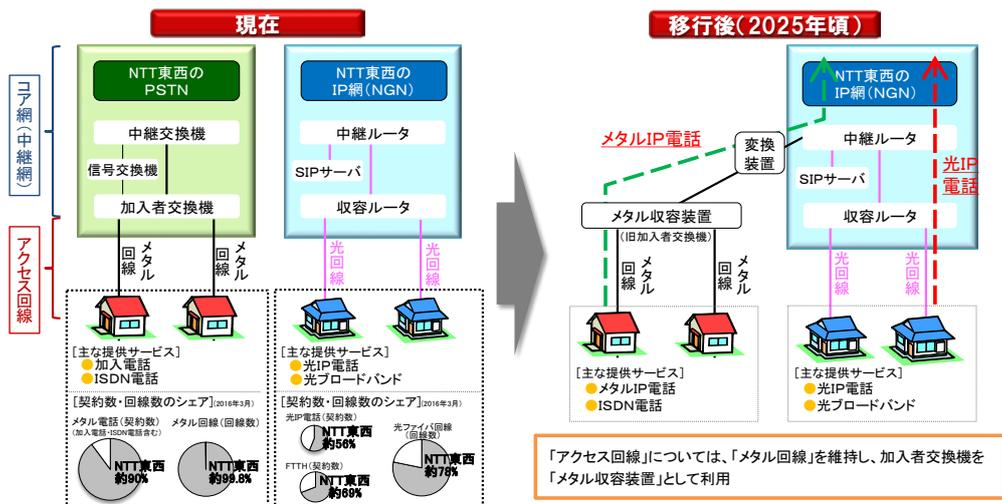 現在
移行後(2025年頃)
コア網(中継網)
アクセス回線
NTT東西の
PSTN
中継交換機
信号交換機
加入者交換機
メタル
回線
メタル
回線
NTT東西の
IP網(NGN)
中継ルータ
SIPサーバ
収容ルータ
光回線
光回線
[主な提供サービス]
●加入電話
●ISDN電話
[主な提供サービス]
●光IP電話
●光ブロードバンド
[契約数・回線数のシェア](2016年3月)
メタル電話(契約数)
(加入電話・ISDN電話含む)
NTT東西
約90%
メタル回線(回線数)
NTT東西
約99.8%
[契約数・回線数のシェア](2016年3月)
光IP電話(契約数)
NTT東西
約56%
FTTH(契約数)
NTT東西
約69%
光ファイバ回線
(回線数)
NTT東西
約78%
メタルIP電話
変換
装置
メタル収容装置
(旧加入者交換機)
メタル
回線
メタル
回線
NTT東西の
IP網(NGN)
中継ルータ
SIPサーバ
収容ルータ
光IP
電話
光回線
光回線
[主な提供サービス]
●メタルIP電話
●ISDN電話
[主な提供サービス]
●光IP電話
●光ブロードバンド
「アクセス回線」については、「メタル回線」を維持し、加入者交換機を
「メタル収容装置」として利用